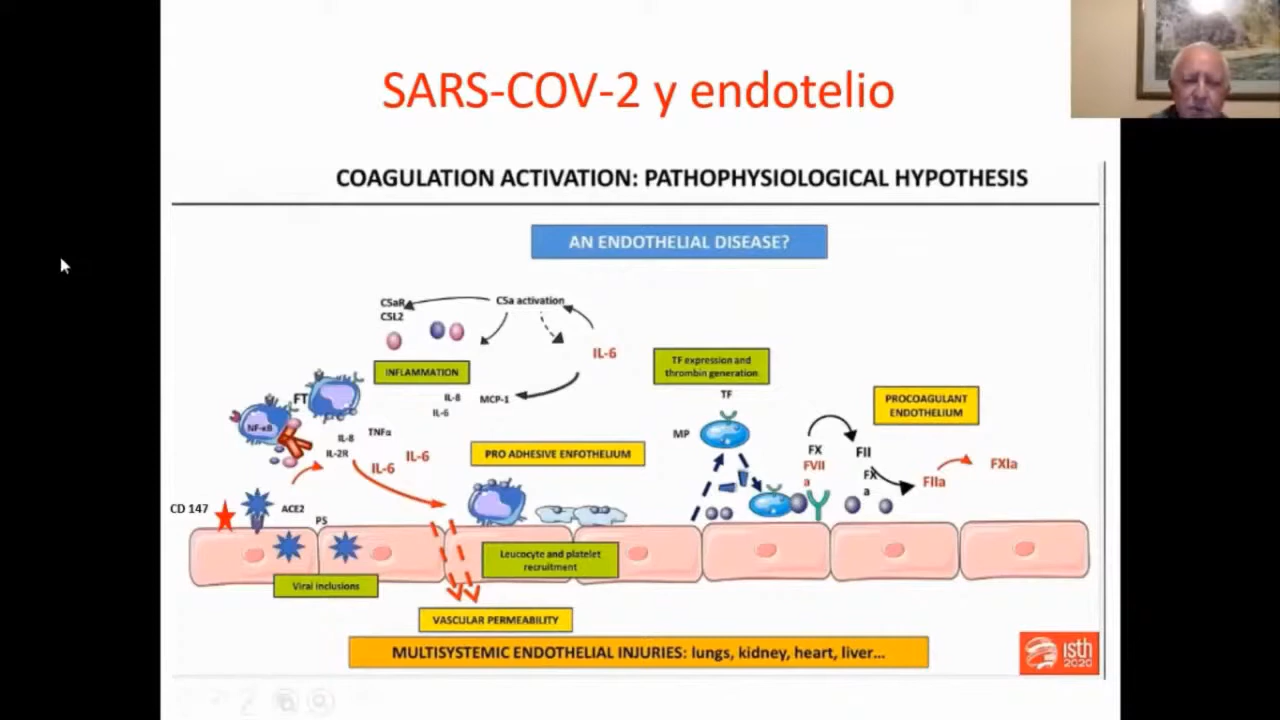 SARS-COV-2 y endotelio
COAGULATION ACTIVATION: PATHOPHYSIOLOGICAL HYPOTHESIS
AN ENDOTHELIAL DISEASE?
C5aR
C5L2
C5a activation
IL-6
INFLAMMATION
IL-8
MCP-1
IL-6
FT
NF-κB
IL-8
TNFα
IL-2R
IL-6
IL-6
CD 147
ACE2
PS
Viral inclusions
PRO ADHESIVE ENFOTHELIUM
Leucocyte and platelet
recruitment
VASCULAR PERMEABILITY
TF expression and
thrombin generation
TF
MP
PROCOAGULANT
ENDOTHELIUM
FX
FVII
a
FII
FX
a
FIIa
FXIa
MULTISYSTEMIC ENDOTHELIAL INJURIES: lungs, kidney, heart, liver...
isth
2020